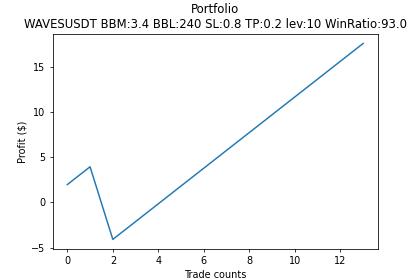 Portfolio
WAVESUSDT BBM:3.4 BBL:240 SL:0.8 TP:0.2 lev:10 WinRatio:93.0
15
10
5
0
−5
Profit ($)
0 2 4 6 8 10 12
Trade counts